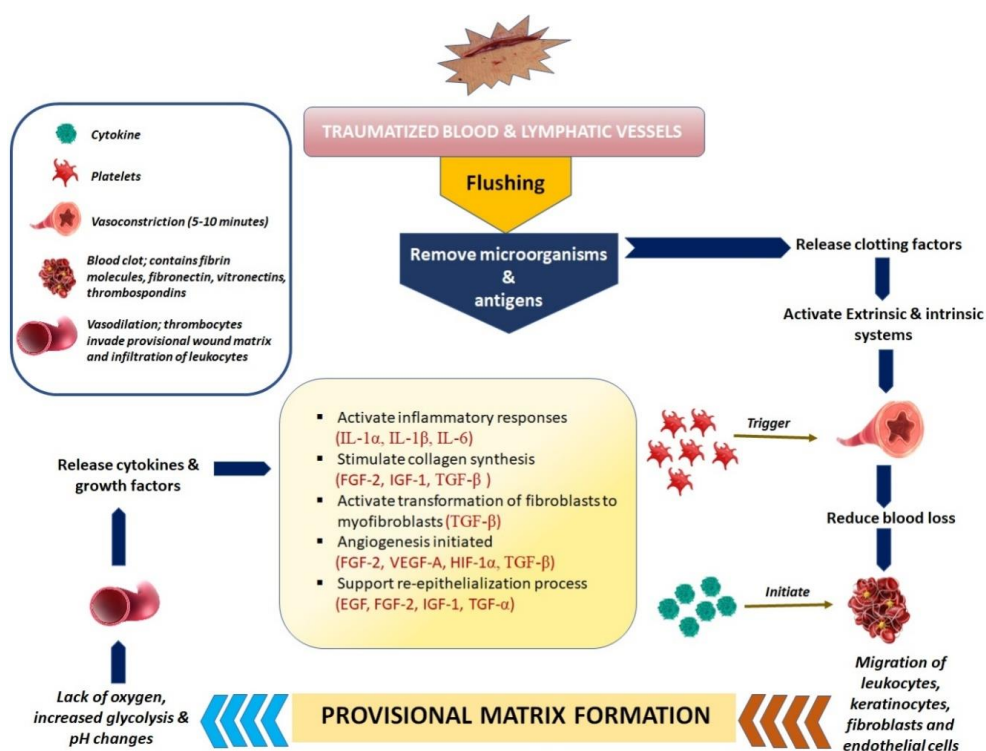 TRAUMATIZED BLOOD & LYMPHATIC VESSELS
Flushing
Remove microorganisms
&
antigens
Cytokine
Platelets
Vasoconstriction (5-10 minutes)
Blood clot; contains fibrin
molecules, fibronectin, vitronectins,
thrombospondins
Vasodilation; thrombocytes
invade provisional wound matrix
and infiltration of leukocytes
Release clotting factors
Activate Extrinsic & intrinsic
systems
Trigger
Reduce blood loss
Initiate
Migration of
leukocytes,
keratinocytes,
fibroblasts and
endothelial cells
PROVISIONAL MATRIX FORMATION
Lack of oxygen,
increased glycolysis &
pH changes
Release cytokines &
growth factors
▪ Activate inflammatory responses
(IL-1α, IL-1β, IL-6)
▪ Stimulate collagen synthesis
(FGF-2, IGF-1, TGF-β )
▪ Activate transformation of fibroblasts to
myofibroblasts (TGF-β)
▪ Angiogenesis initiated
(FGF-2, VEGF-A, HIF-1α, TGF-β)
▪ Support re-epithelialization process
(EGF, FGF-2, IGF-1, TGF-α)